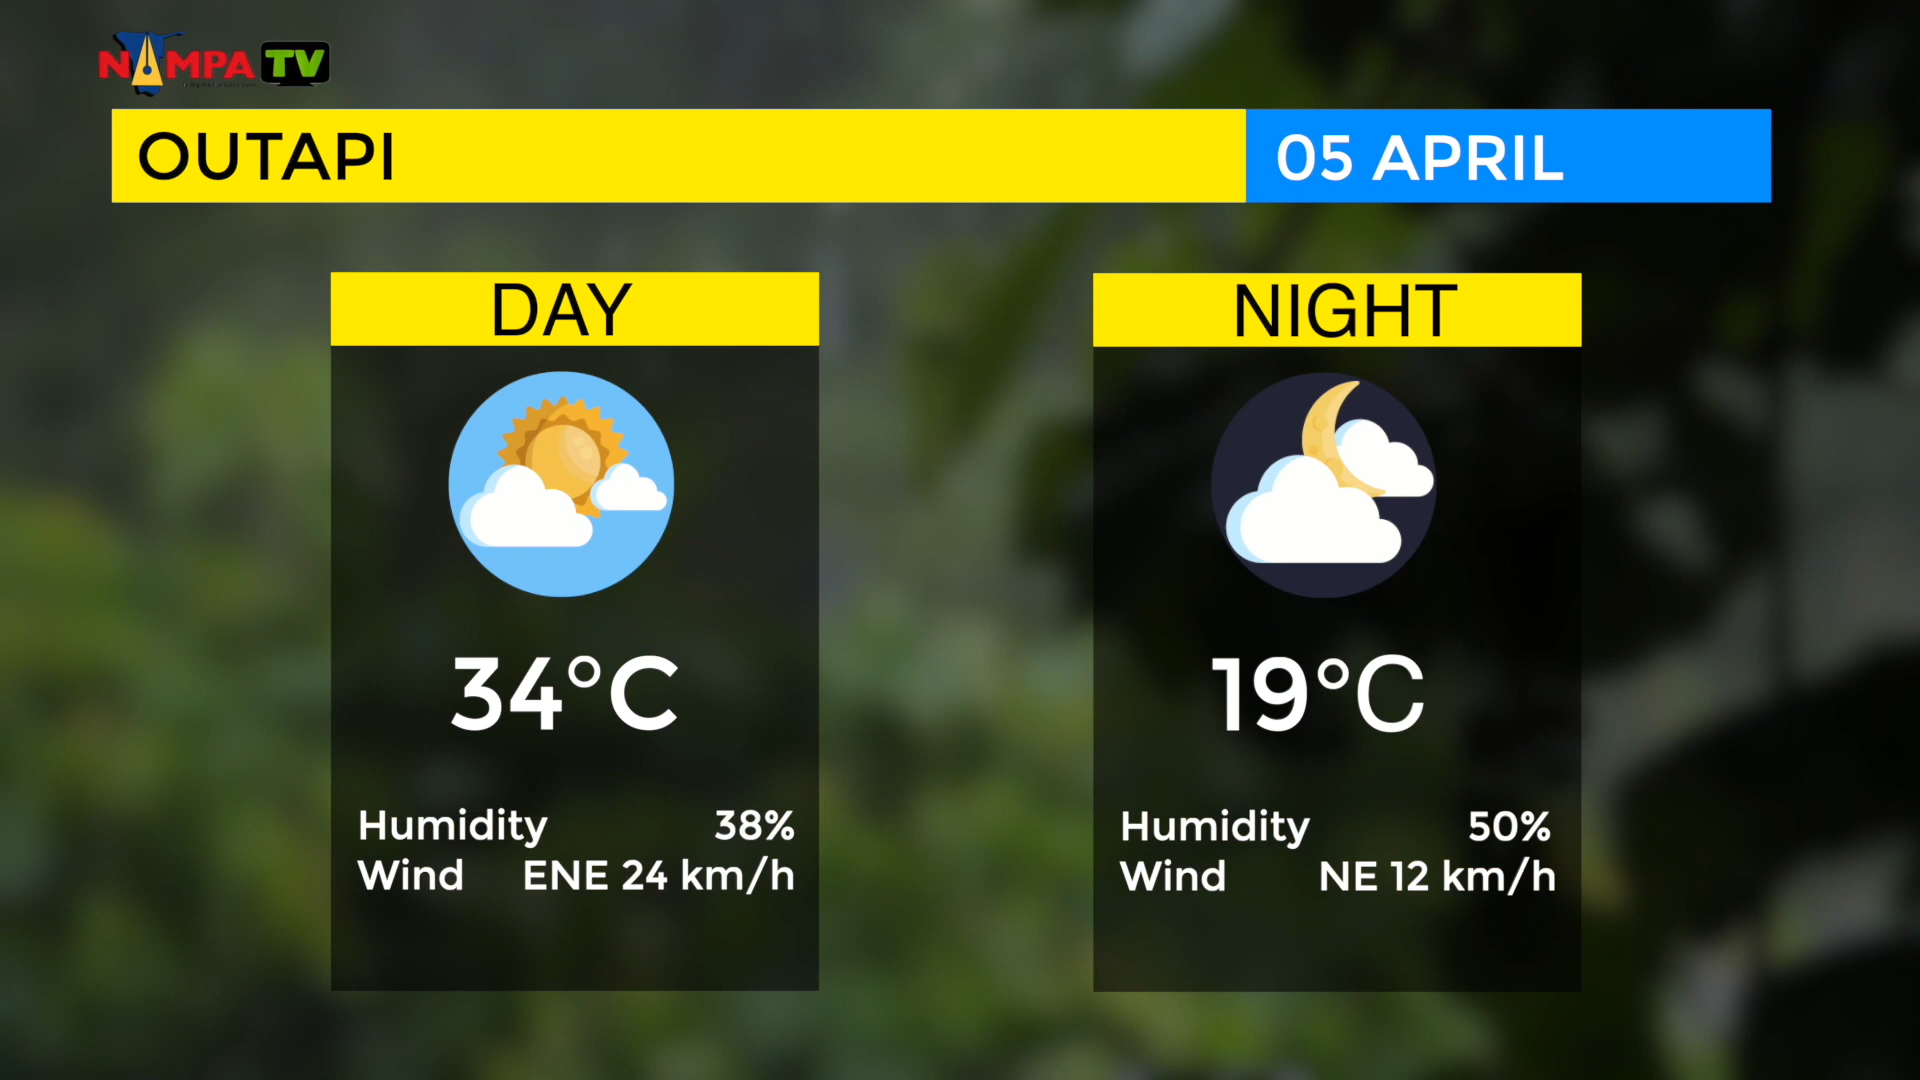 NAMPA TV
OUTAPI
05 APRIL
DAY
34°C
Humidity 38%
Wind ENE 24 km/h
NIGHT
19°C
Humidity 50%
Wind NE 12 km/h